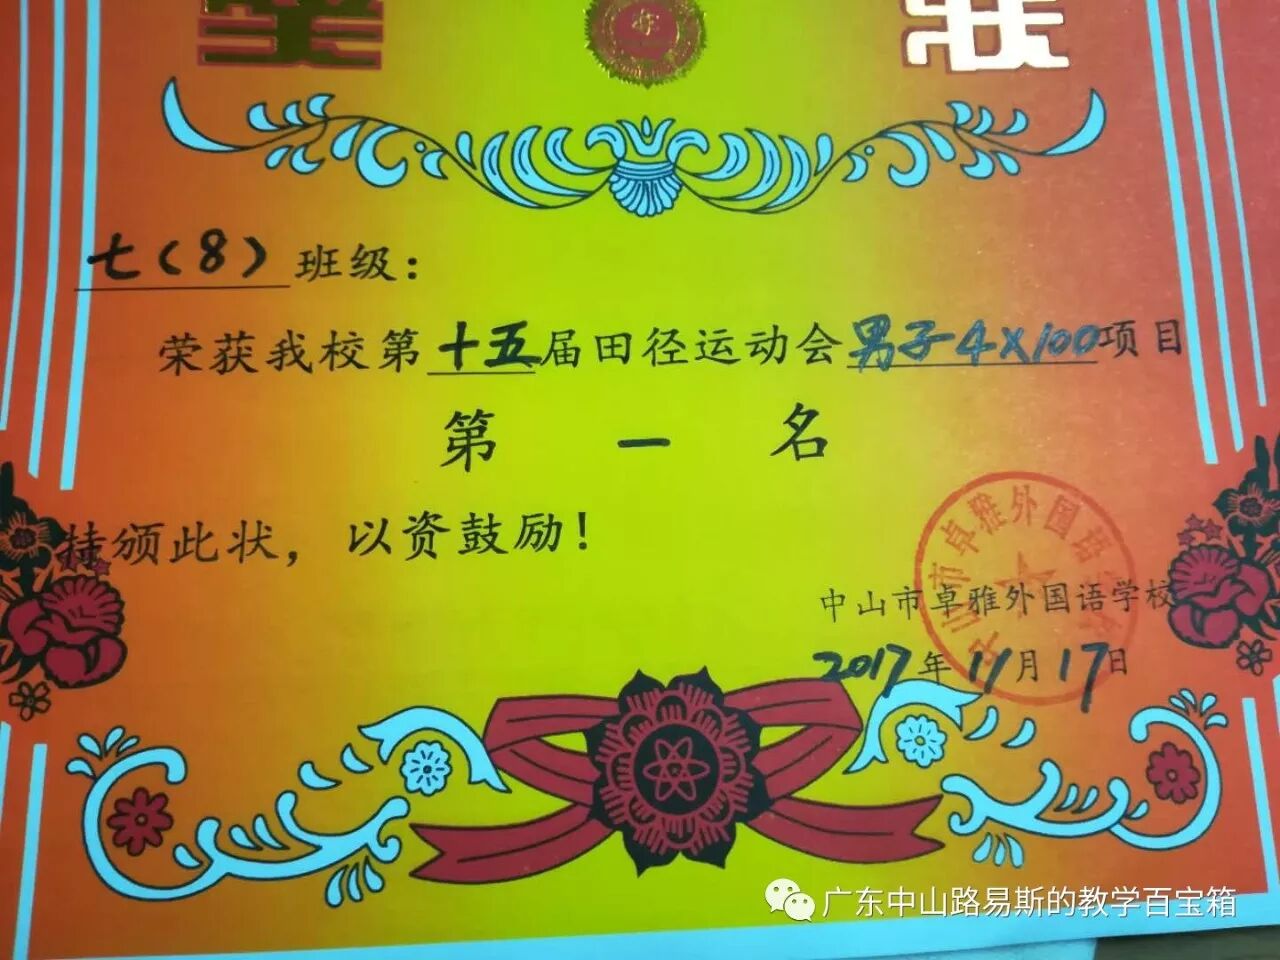 奖 状
七(8)班级：
荣获我校第十五届田径运动会男子4×100项目
第一名
特颁此状，以资鼓励！
中山市卓雅外国语学校
2017年11月17日
广东中山路易斯的教学百宝箱